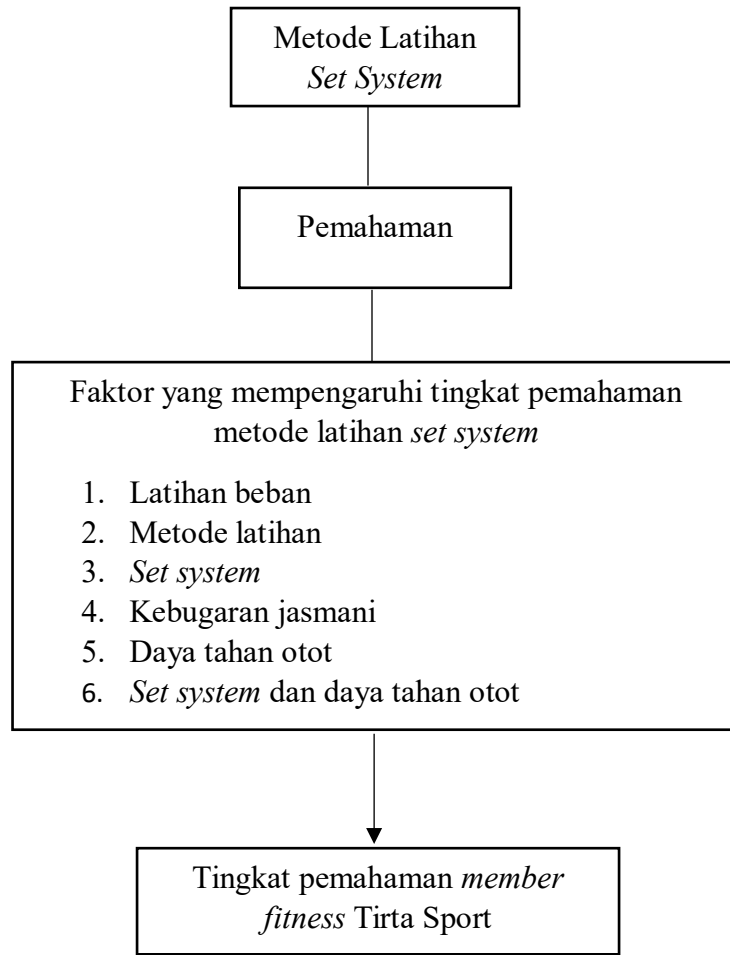 Metode Latihan
Set System
Pemahaman
Faktor yang mempengaruhi tingkat pemahaman
metode latihan set system
1. Latihan beban
2. Metode latihan
3. Set system
4. Kebugaran jasmani
5. Daya tahan otot
6. Set system dan daya tahan otot
Tingkat pemahaman member
fitness Tirta Sport